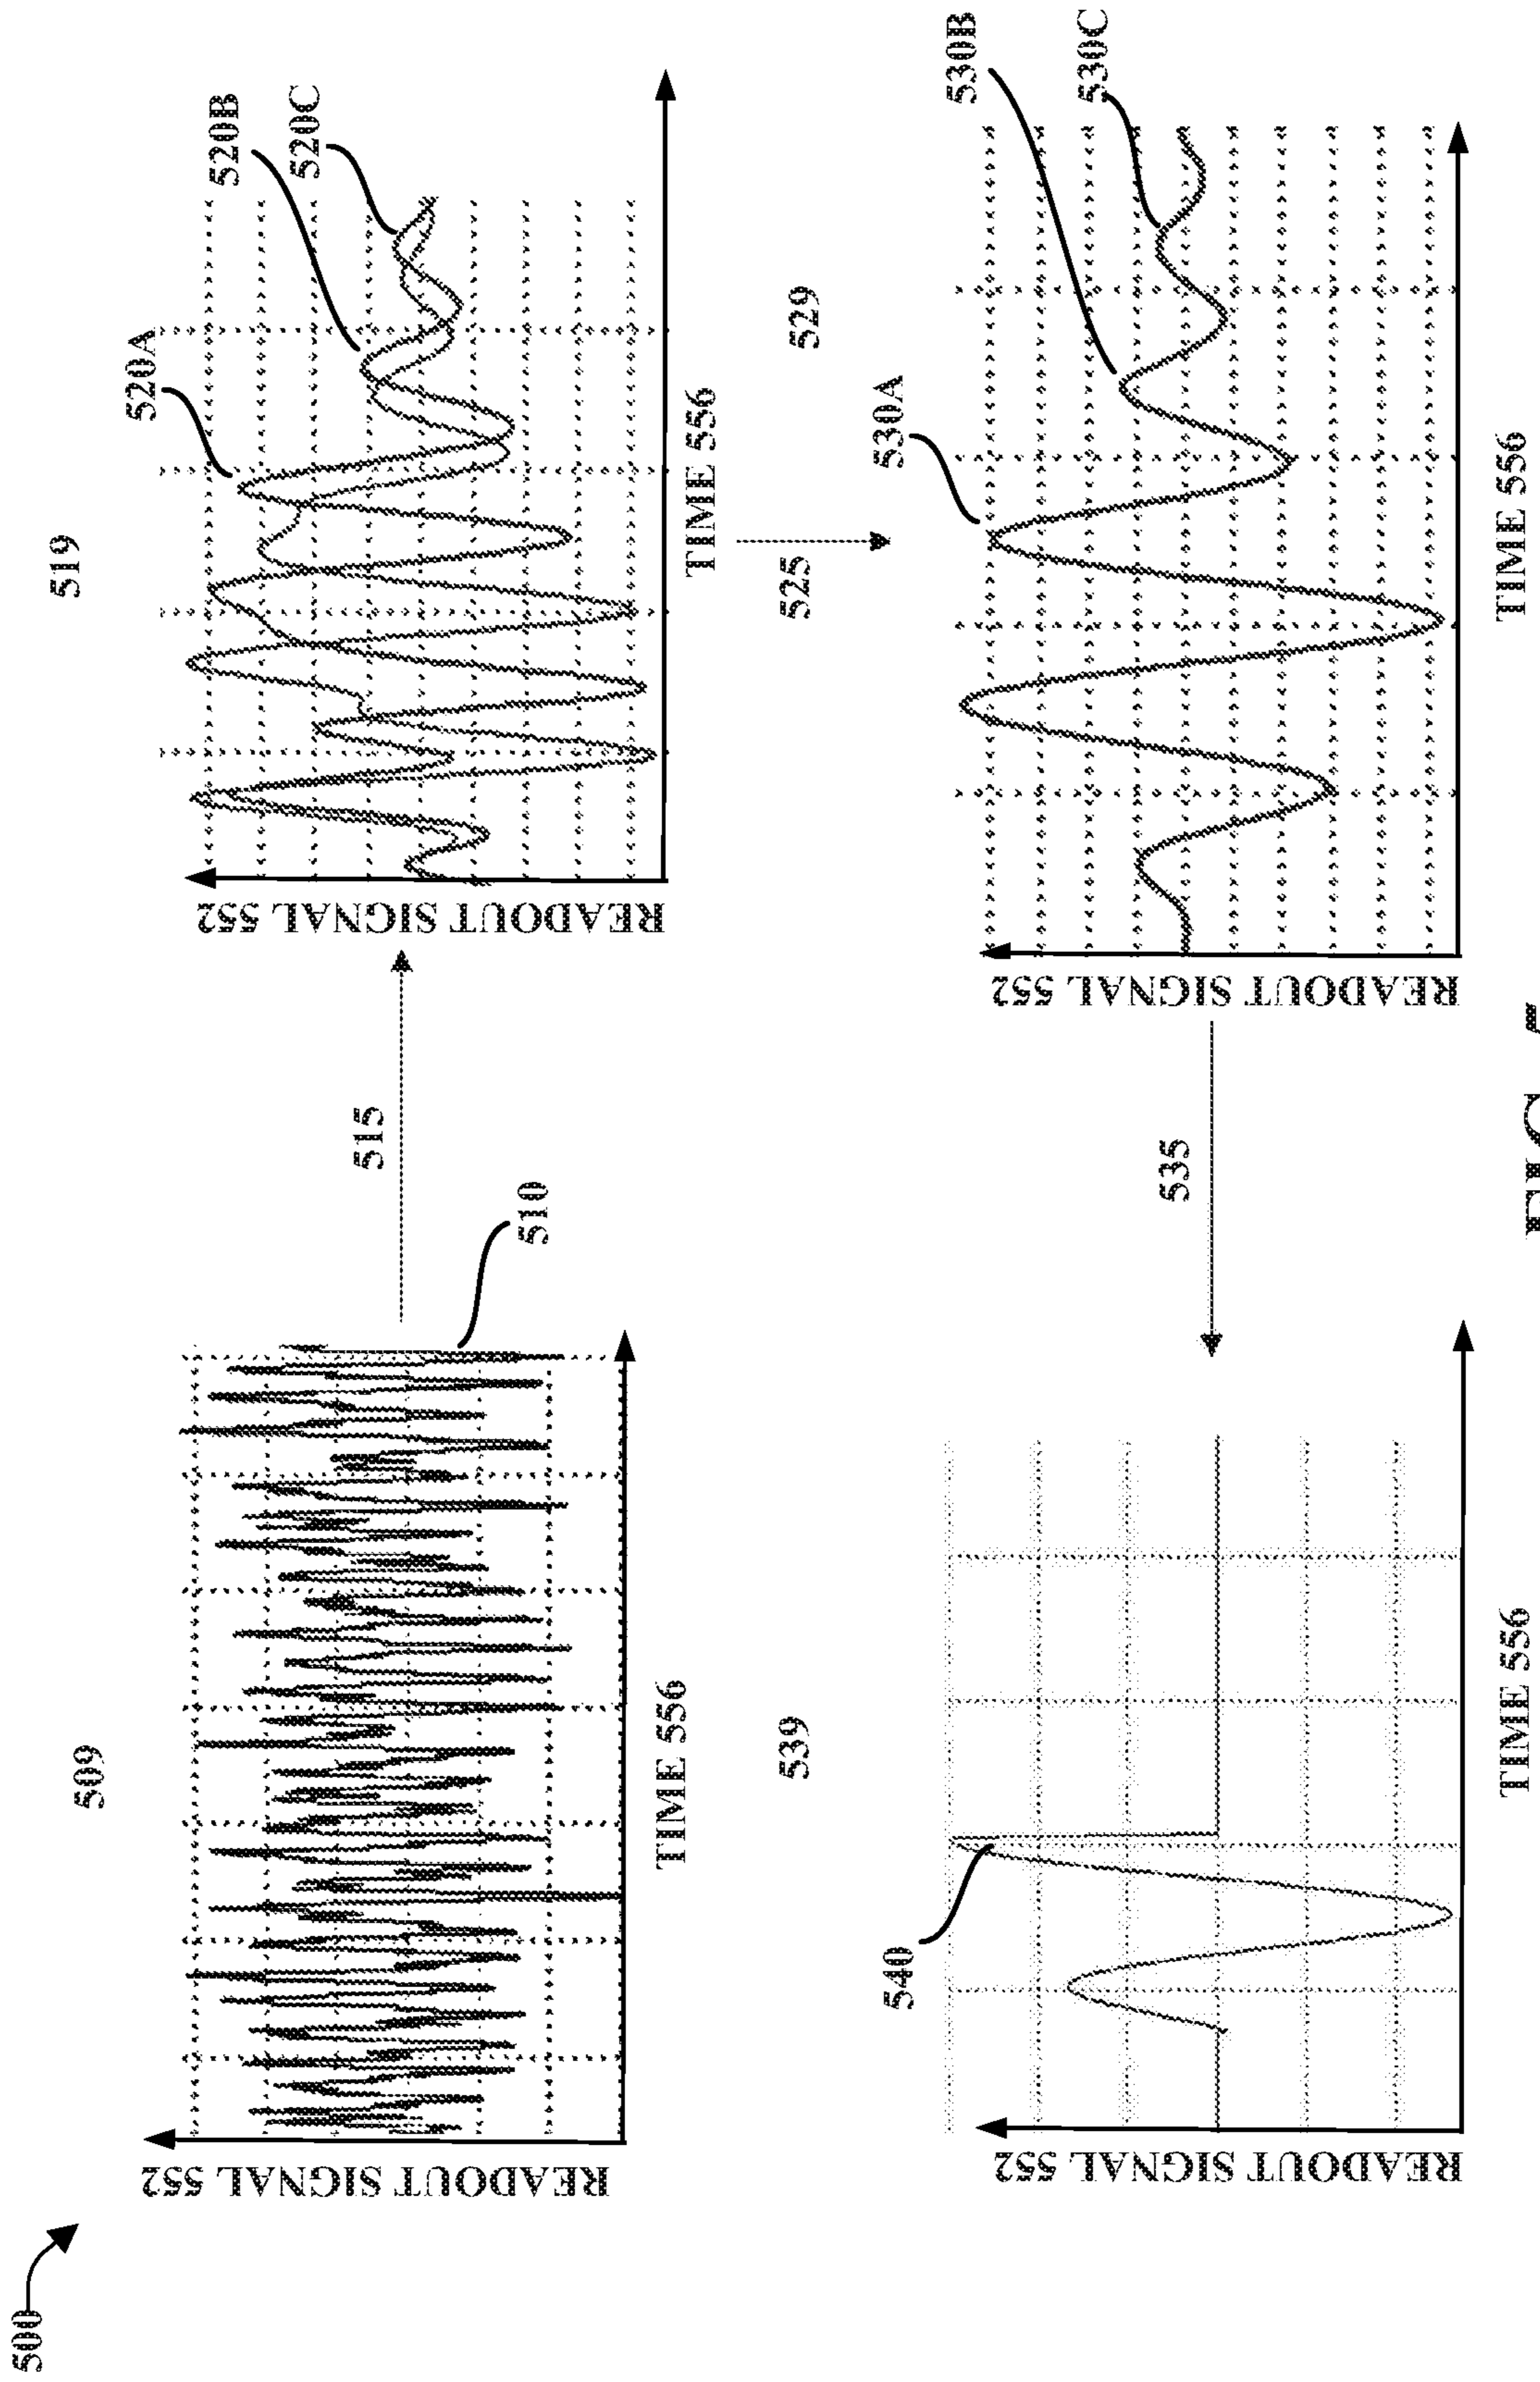 500
509
READOUT SIGNAL 552
TIME 556
510
515
519
520A
520B
520C
READOUT SIGNAL 552
TIME 556
525
529
530A
530B
530C
READOUT SIGNAL 552
TIME 556
535
539
540
READOUT SIGNAL 552
TIME 556